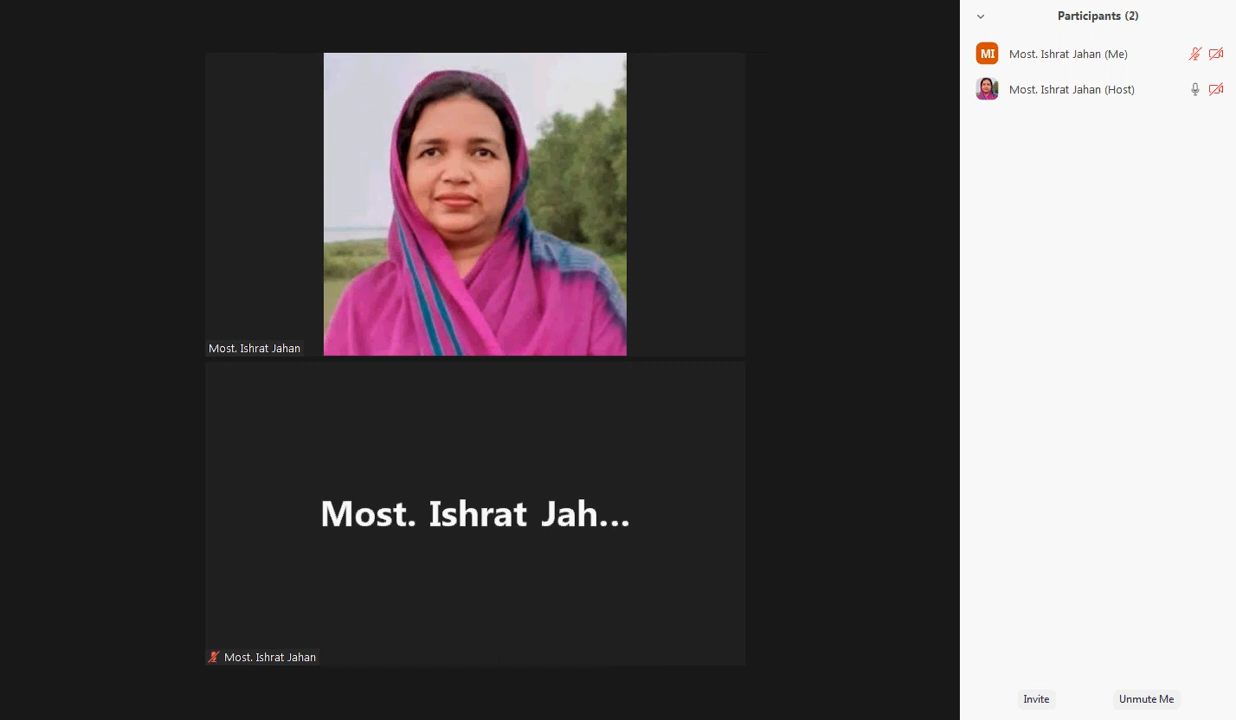 Participants (2)
MI
Most. Ishrat Jahan (Me)
Most. Ishrat Jahan (Host)
Most. Ishrat Jahan
Most. Ishrat Jah...
Most. Ishrat Jahan
Invite
Unmute Me